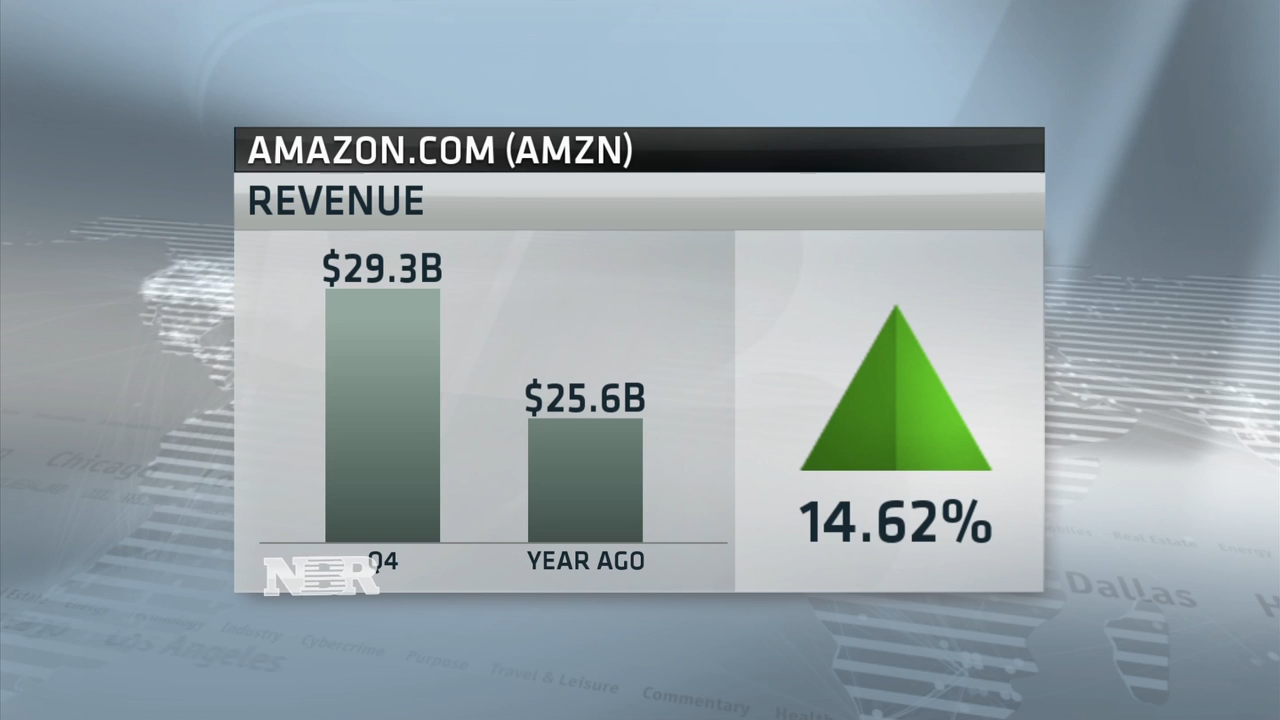 AMAZON.COM (AMZN)
REVENUE
$29.3B
$25.6B
14.62%
Q4
YEAR AGO
NBR
Chicago
Dallas
Real Estate
Energy
Industry
Cybercrime
Angeles
Purpose
Travel & Leisure
Commentary